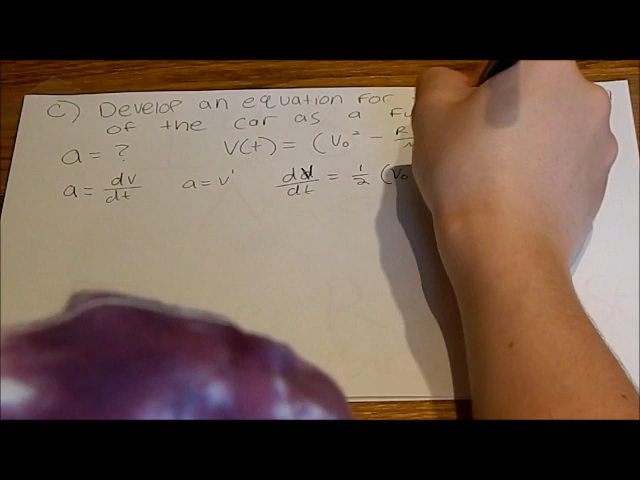 c) Develop an equation for
of the car as a
a = ? V(t) = (V₀² - R
a = dv/dt a = v' dv/dt = 1/2 (V₀